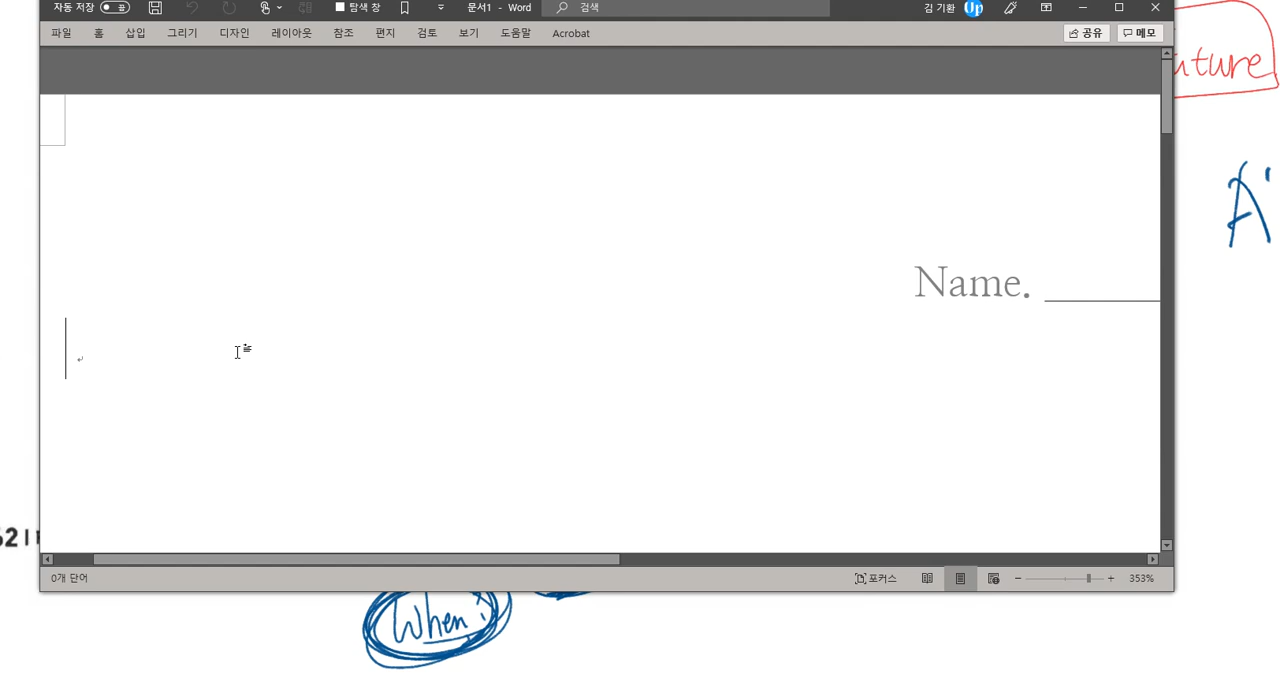 자동 저장 끔 탐색 창 문서1 - Word 검색 김 기환 Up
파일 홈 삽입 그리기 디자인 레이아웃 참조 편지 검토 보기 도움말 Acrobat 공유 메모
Name. ________
When?
0개 단어 포커스 353%